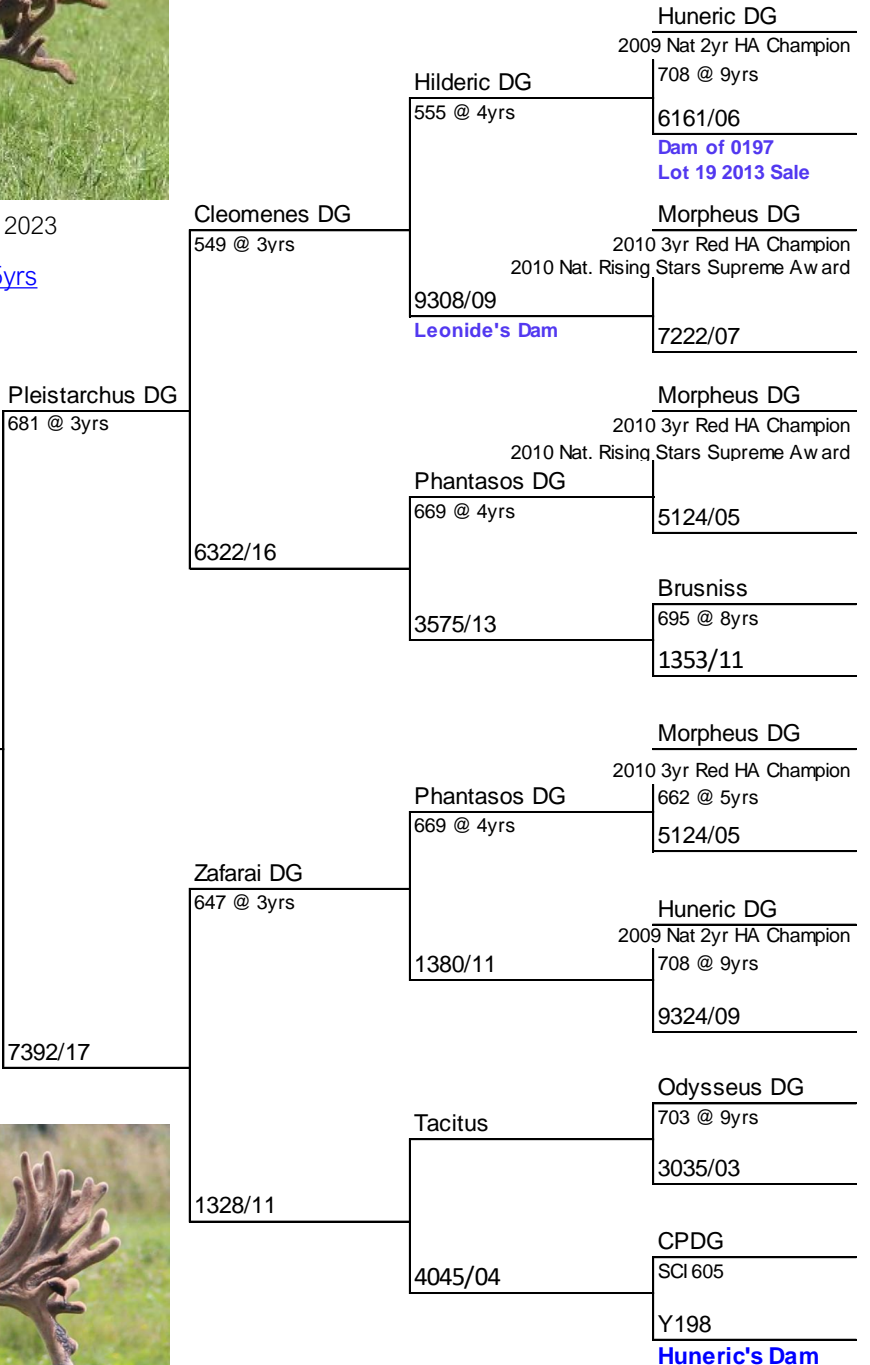 Huneric DG
2009 Nat 2yr HA Champion
708 @ 9yrs
Hilderic DG
555 @ 4yrs
6161/06
Dam of 0197
Lot 19 2013 Sale
2023
Cleomenes DG
549 @ 3yrs
Morpheus DG
2010 3yr Red HA Champion
2010 Nat. Rising Stars Supreme Award
yrs
9308/09
Leonide's Dam
7222/07
Pleistarchus DG
681 @ 3yrs
Morpheus DG
2010 3yr Red HA Champion
2010 Nat. Rising Stars Supreme Award
Phantasos DG
669 @ 4yrs
5124/05
6322/16
Brusniss
695 @ 8yrs
3575/13
1353/11
Morpheus DG
2010 3yr Red HA Champion
662 @ 5yrs
Phantasos DG
669 @ 4yrs
5124/05
Zafarai DG
647 @ 3yrs
Huneric DG
2009 Nat 2yr HA Champion
708 @ 9yrs
1380/11
9324/09
7392/17
Odysseus DG
703 @ 9yrs
Tacitus
3035/03
1328/11
CPDG
SCI 605
4045/04
Y198
Huneric's Dam